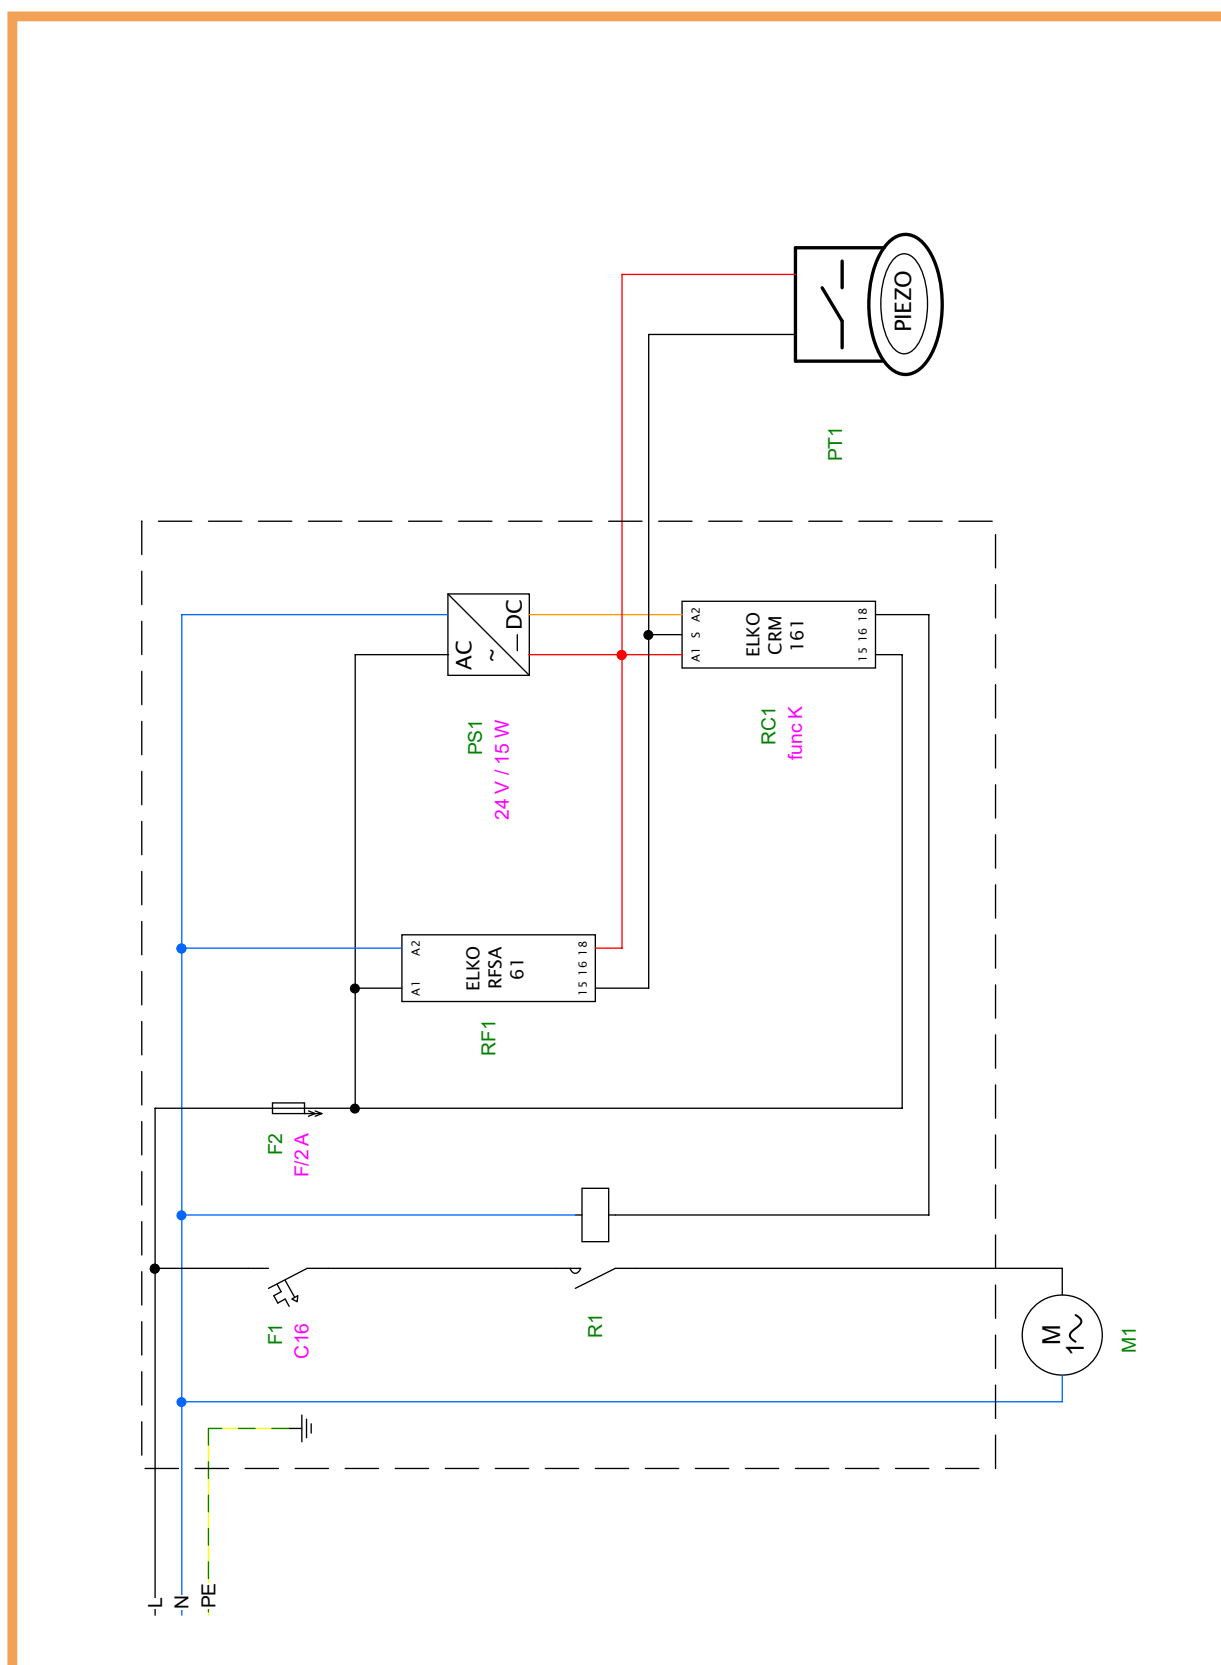 L
N
PE
F1
C16
R1
M
1~
M1
F2
F/2 A
A1 A2
ELKO
RFSA
61
15 16 18
RF1
AC
~
DC
PS1
24 V / 15 W
A1 S A2
ELKO
CRM
161
15 16 18
RC1
func K
PIEZO
PT1